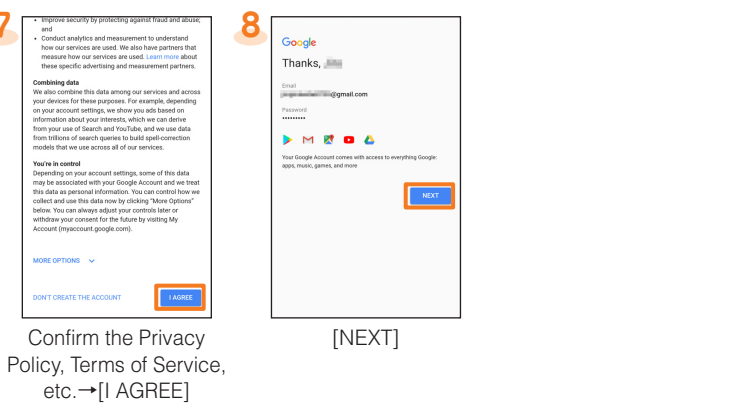 7
• Improve security by protecting against fraud and abuse;
and
• Conduct analytics and measurement to understand
how our services are used. We also have partners that
measure how our services are used. Learn more about
these specific advertising and measurement partners.
Combining data
We also combine this data among our services and across
your devices for these purposes. For example, depending
on your account settings, we show you ads based on
information about your interests, which we can derive
from your use of Search and YouTube, and we use data
from trillions of search queries to build spell-correction
models that we use across all of our services.
You're in control
Depending on your account settings, some of this data
may be associated with your Google Account and we treat
this data as personal information. You can control how we
collect and use this data now by clicking "More Options"
below. You can always adjust your controls later or
withdraw your consent for the future by visiting My
Account (myaccount.google.com).
MORE OPTIONS
DON'T CREATE THE ACCOUNT
I AGREE
Confirm the Privacy
Policy, Terms of Service,
etc.→[I AGREE]
8
Google
Thanks,
Email
@gmail.com
Password
•••••••••
Your Google Account comes with access to everything Google:
apps, music, games, and more
NEXT
[NEXT]